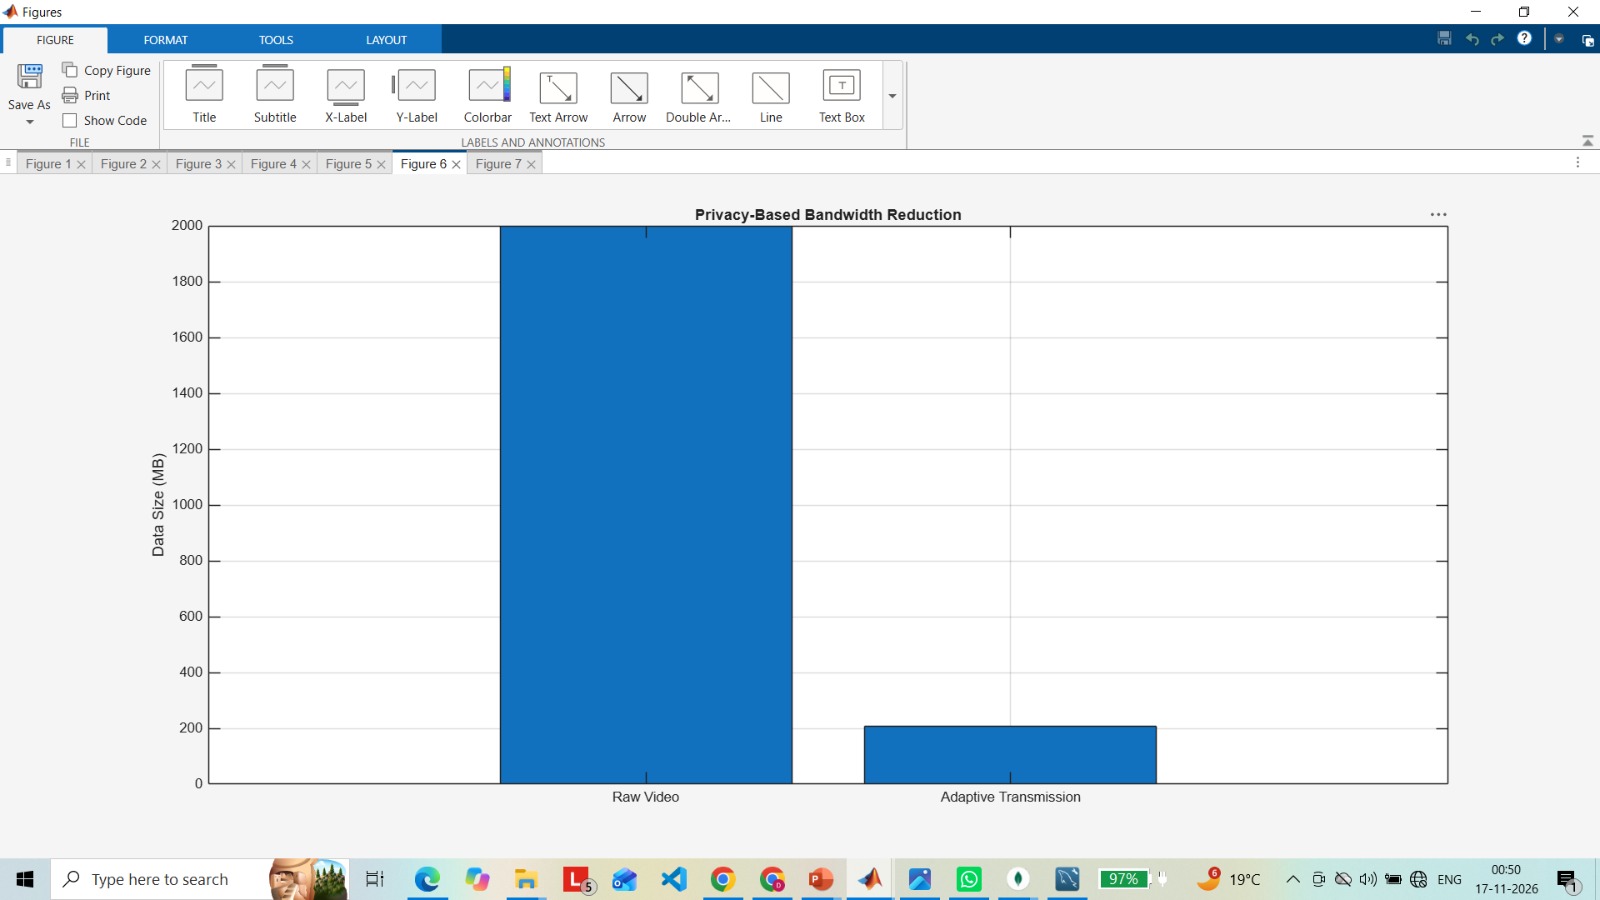 Figures
FIGURE FORMAT TOOLS LAYOUT
Save As
Copy Figure
Print
Show Code
FILE
Title Subtitle X-Label Y-Label Colorbar Text Arrow Arrow Double Ar... Line Text Box
LABELS AND ANNOTATIONS
Figure 1 Figure 2 Figure 3 Figure 4 Figure 5 Figure 6 Figure 7
Privacy-Based Bandwidth Reduction
2000
1800
1600
1400
1200
1000
800
600
400
200
0
Data Size (MB)
Raw Video Adaptive Transmission
Type here to search
5
97%
6
19°C
ENG
00:50
17-11-2026
1